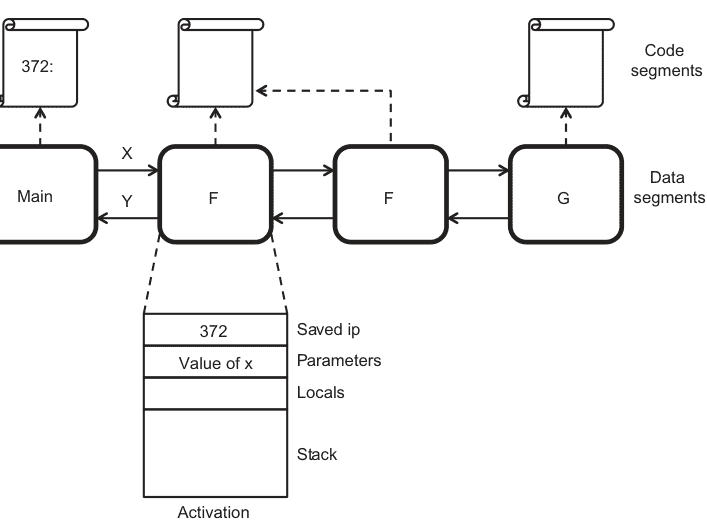 372:
Code
segments
X
Y
Main
F
F
G
Data
segments
372
Saved ip
Value of x
Parameters
Locals
Stack
Activation